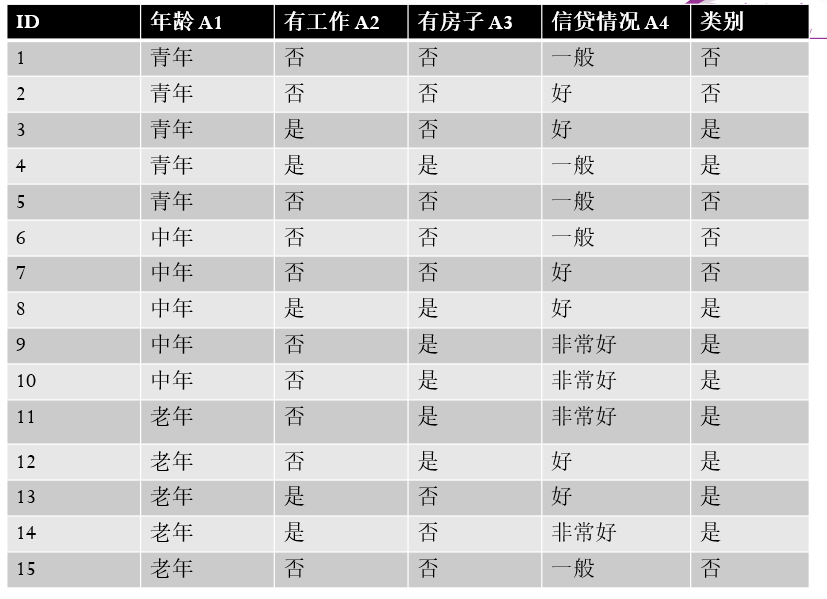 ID 年龄 A1 有工作 A2 有房子 A3 信贷情况 A4 类别
1 青年 否 否 一般 否
2 青年 否 否 好 否
3 青年 是 否 好 是
4 青年 是 是 一般 是
5 青年 否 否 一般 否
6 中年 否 否 一般 否
7 中年 否 否 好 否
8 中年 是 是 好 是
9 中年 否 是 非常好 是
10 中年 否 是 非常好 是
11 老年 否 是 非常好 是
12 老年 否 是 好 是
13 老年 是 否 好 是
14 老年 是 否 非常好 是
15 老年 否 否 一般 否